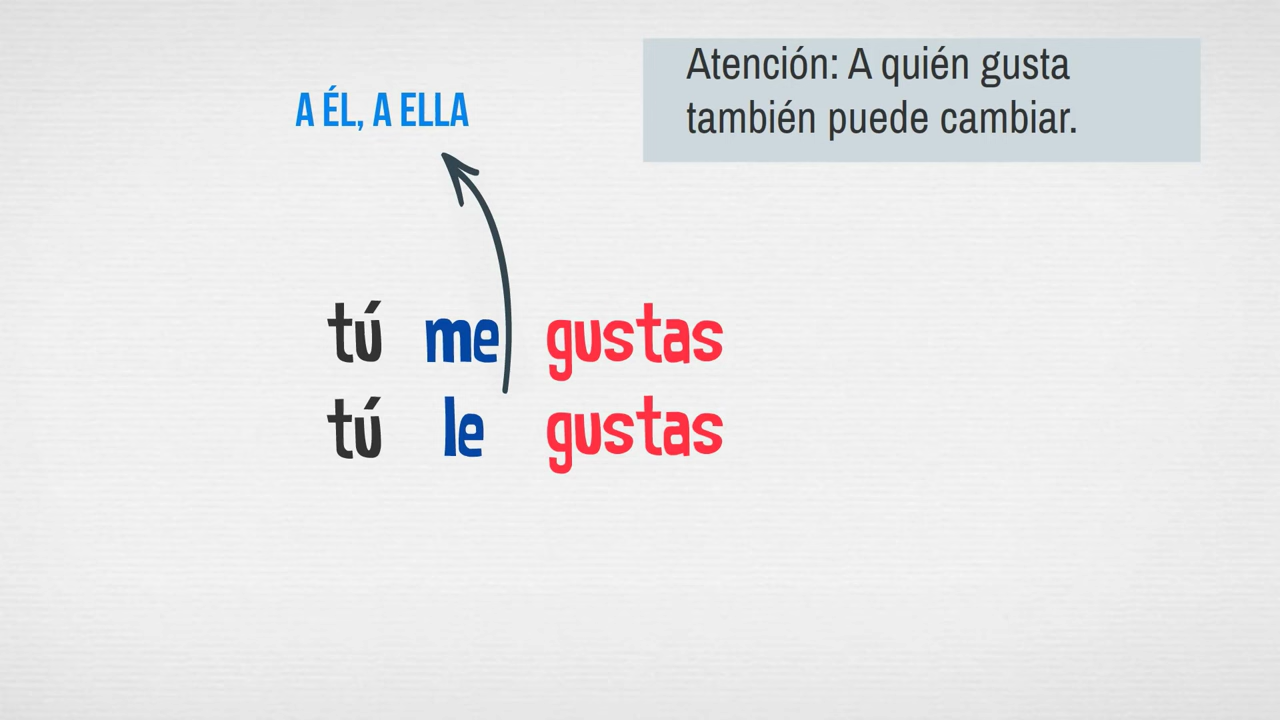 Atención: A quién gusta
también puede cambiar.
A ÉL, A ELLA
tú me gustas
tú le gustas